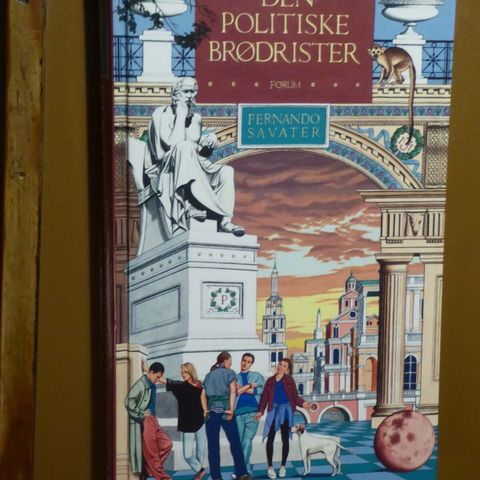 DEN
POLITISKE
BRØDRISTER
FORUM
FERNANDO
SAVATER
P